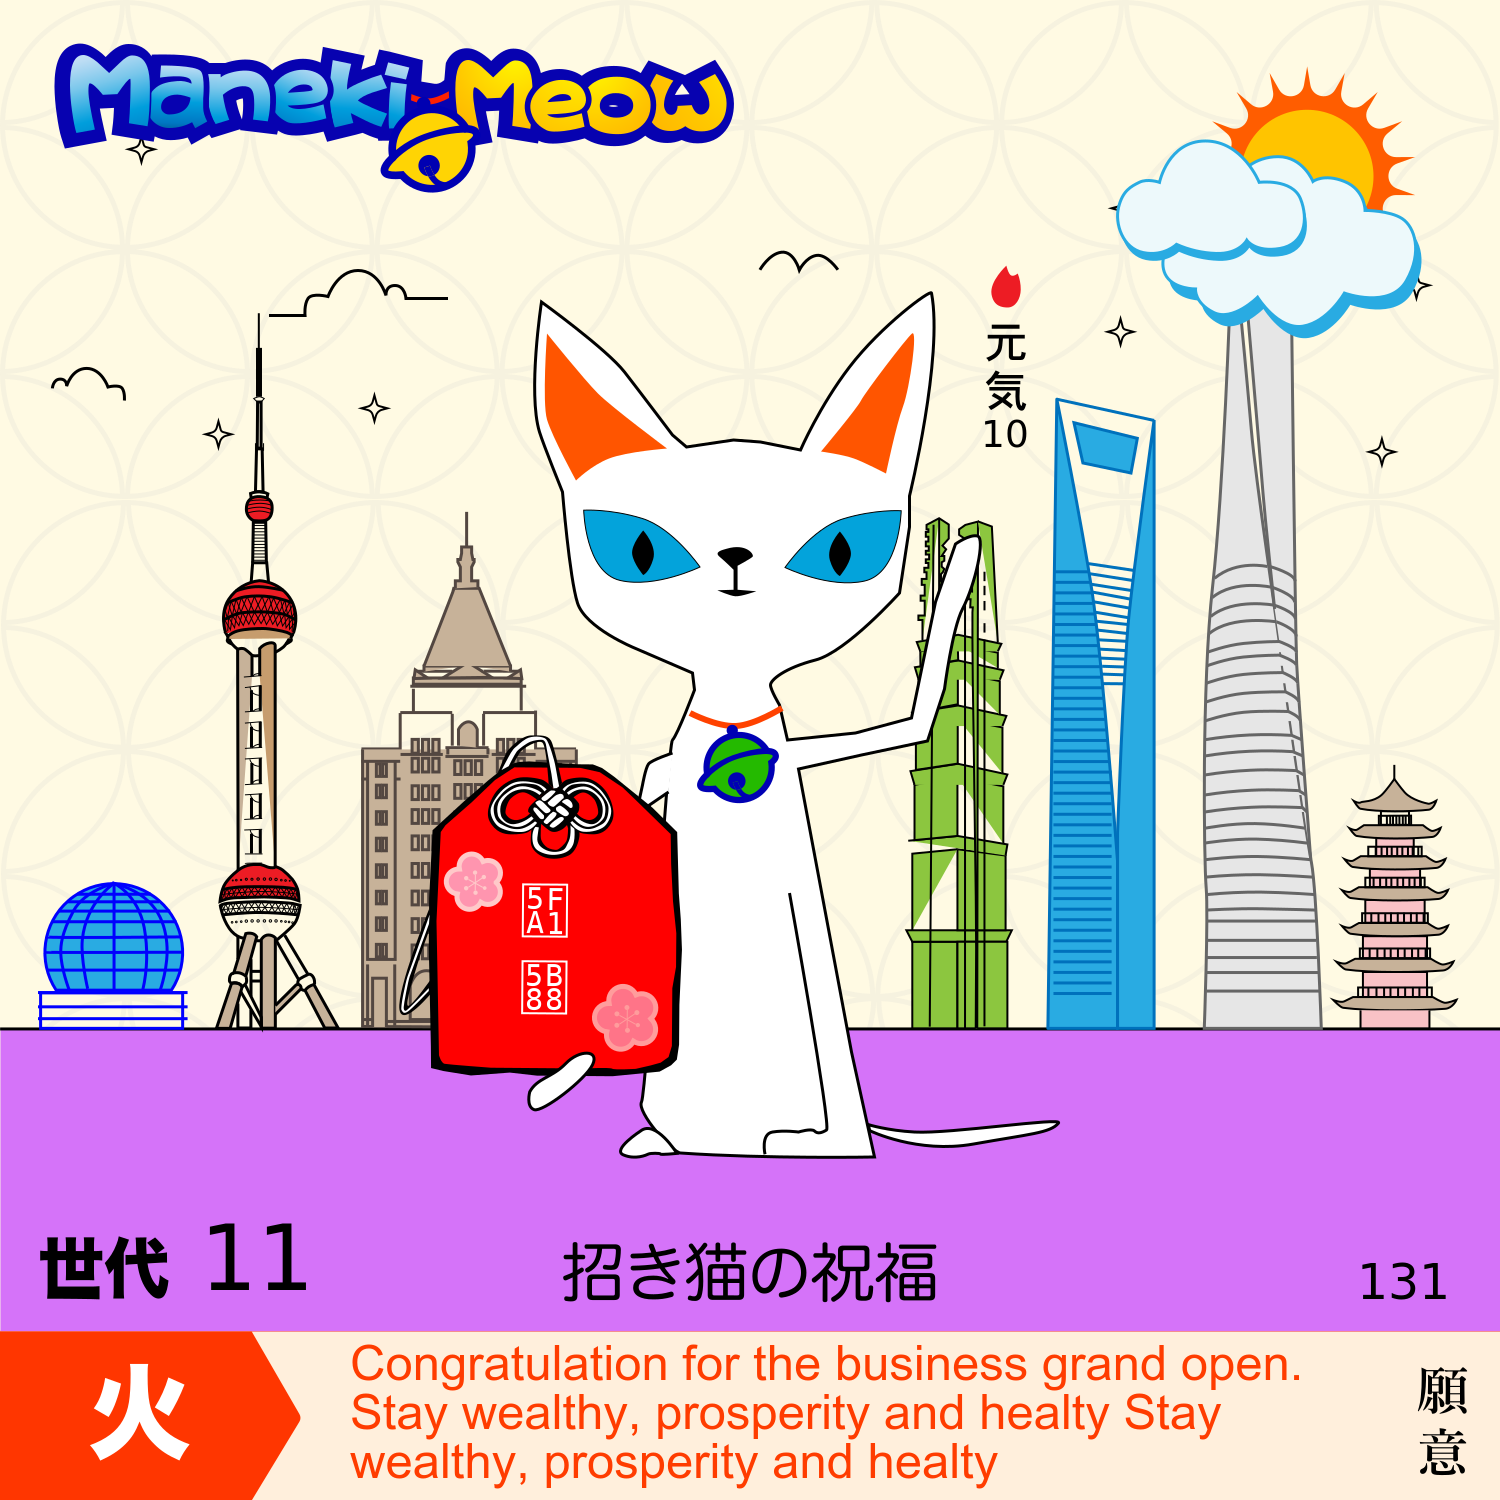 Maneki-Meow
元
気
10
5F
A1
5B
88
世代 11
招き猫の祝福
131
火
Congratulation for the business grand open.
Stay wealthy, prosperity and healty Stay
wealthy, prosperity and healty
願
意